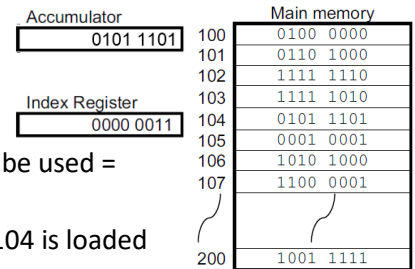 Accumulator
0101 1101
Index Register
0000 0011
be used =
104 is loaded
Main memory
100 0100 0000
101 0110 1000
102 1111 1110
103 1111 1010
104 0101 1101
105 0001 0001
106 1010 1000
107 1100 0001
200 1001 1111